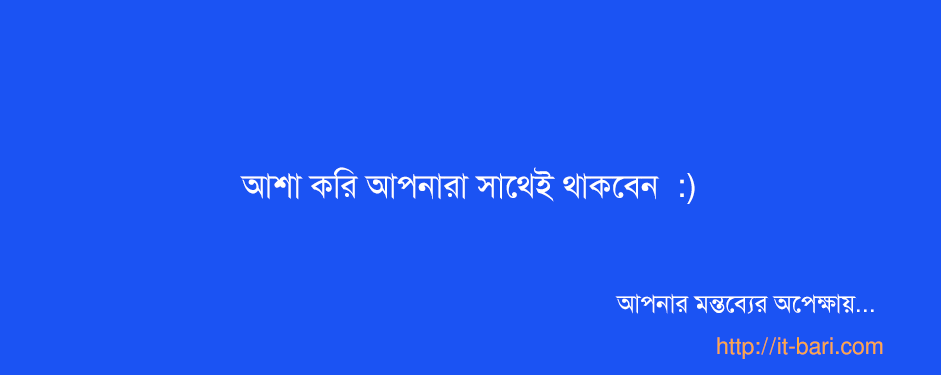 আশা করি আপনারা সাথেই থাকবেন :)
আপনার মন্তব্যের অপেক্ষায়...
http://it-bari.com